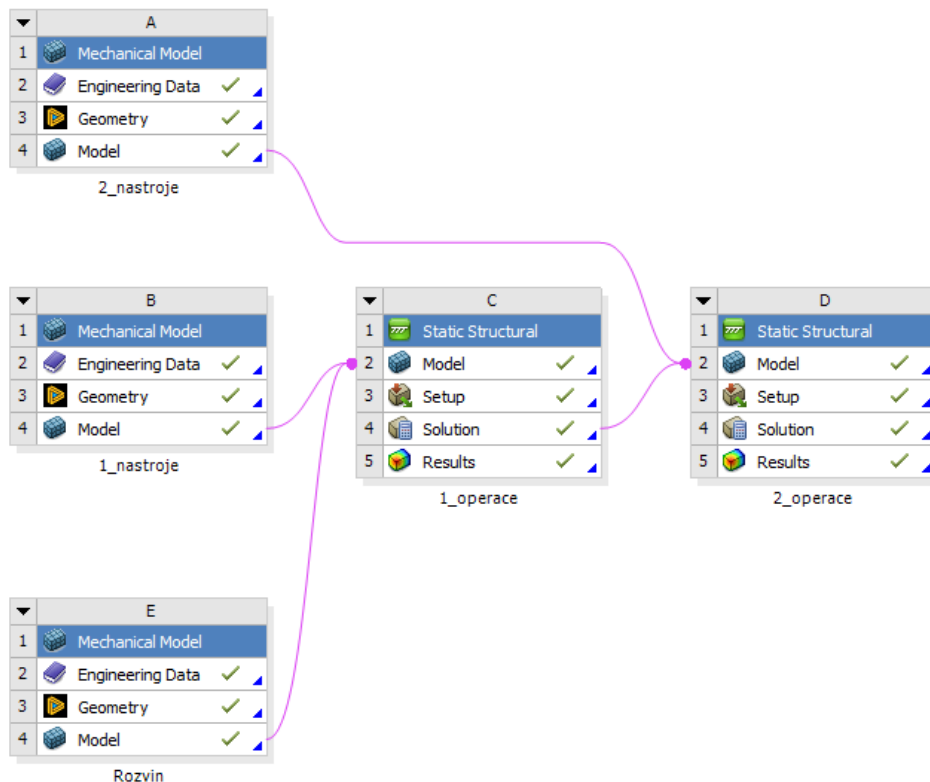 A
1 Mechanical Model
2 Engineering Data
3 Geometry
4 Model
2_nastroje
B
1 Mechanical Model
2 Engineering Data
3 Geometry
4 Model
1_nastroje
C
1 Static Structural
2 Model
3 Setup
4 Solution
5 Results
1_operace
D
1 Static Structural
2 Model
3 Setup
4 Solution
5 Results
2_operace
E
1 Mechanical Model
2 Engineering Data
3 Geometry
4 Model
Rozvin